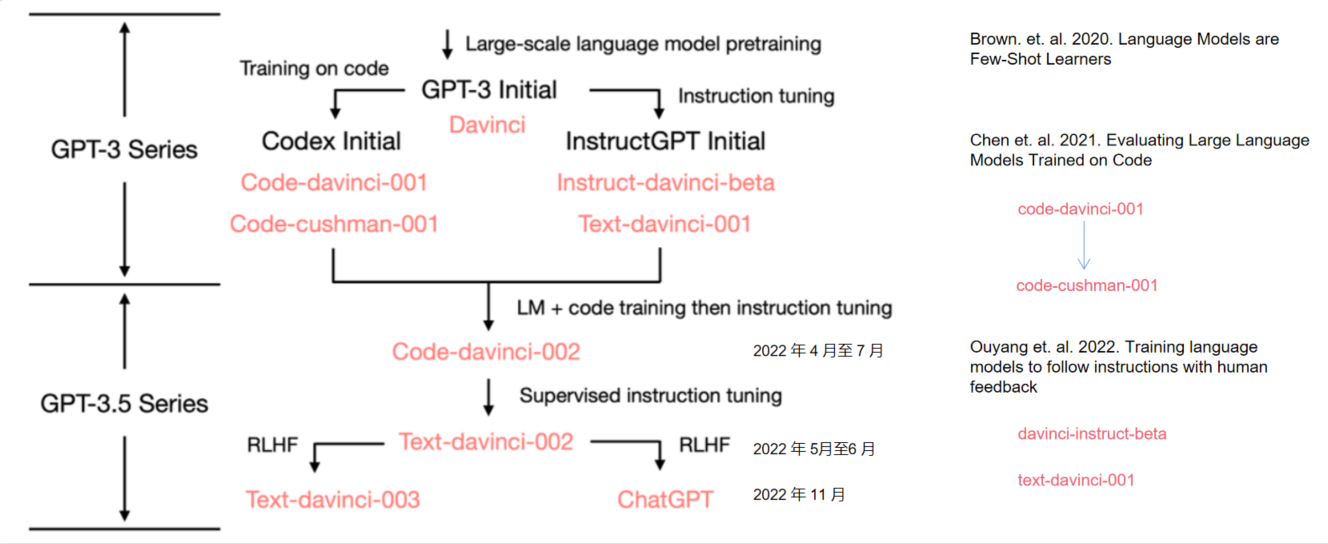 Large-scale language model pretraining
Training on code
GPT-3 Initial
Instruction tuning
Davinci
Codex Initial
InstructGPT Initial
GPT-3 Series
Code-davinci-001
Instruct-davinci-beta
Code-cushman-001
Text-davinci-001
LM + code training then instruction tuning
Code-davinci-002
2022 年 4 月至 7 月
GPT-3.5 Series
Supervised instruction tuning
RLHF
Text-davinci-002
RLHF
2022 年 5月至6 月
Text-davinci-003
ChatGPT
2022 年 11 月
Brown. et. al. 2020. Language Models are
Few-Shot Learners
Chen et. al. 2021. Evaluating Large Language
Models Trained on Code
code-davinci-001
code-cushman-001
Ouyang et. al. 2022. Training language
models to follow instructions with human
feedback
davinci-instruct-beta
text-davinci-001